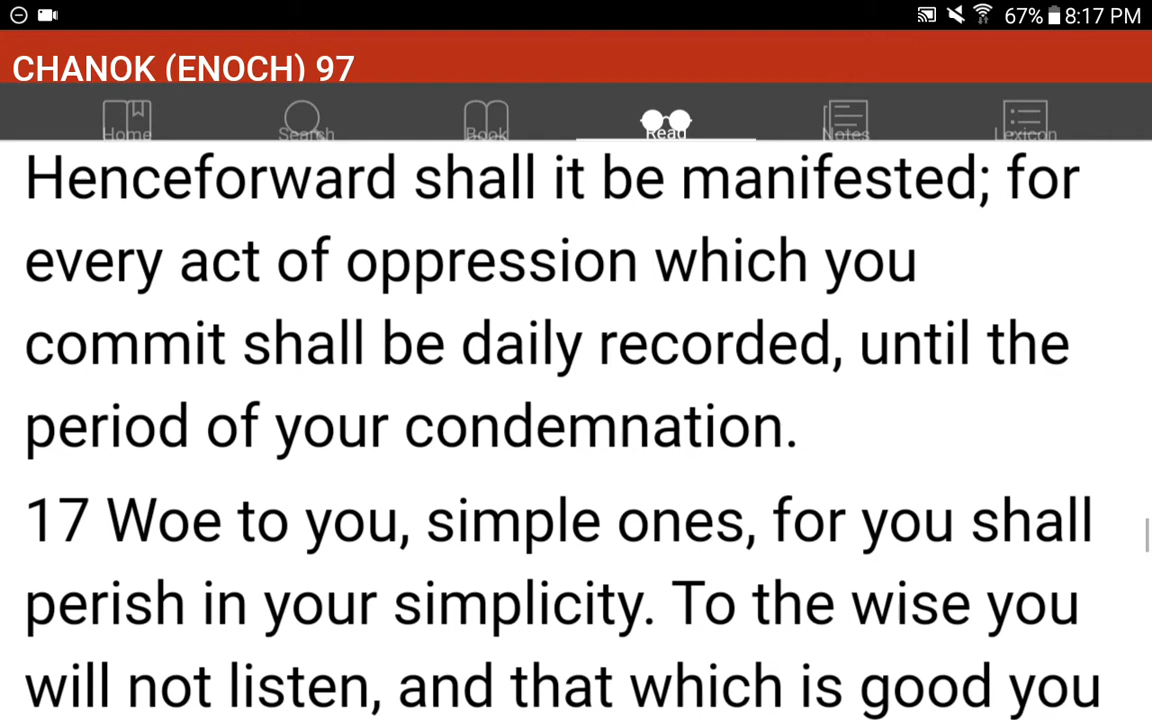 67% 8:17 PM
CHANOK (ENOCH) 97
Home Search Book Read Notes Lexicon
Henceforward shall it be manifested; for
every act of oppression which you
commit shall be daily recorded, until the
period of your condemnation.
17 Woe to you, simple ones, for you shall
perish in your simplicity. To the wise you
will not listen, and that which is good you